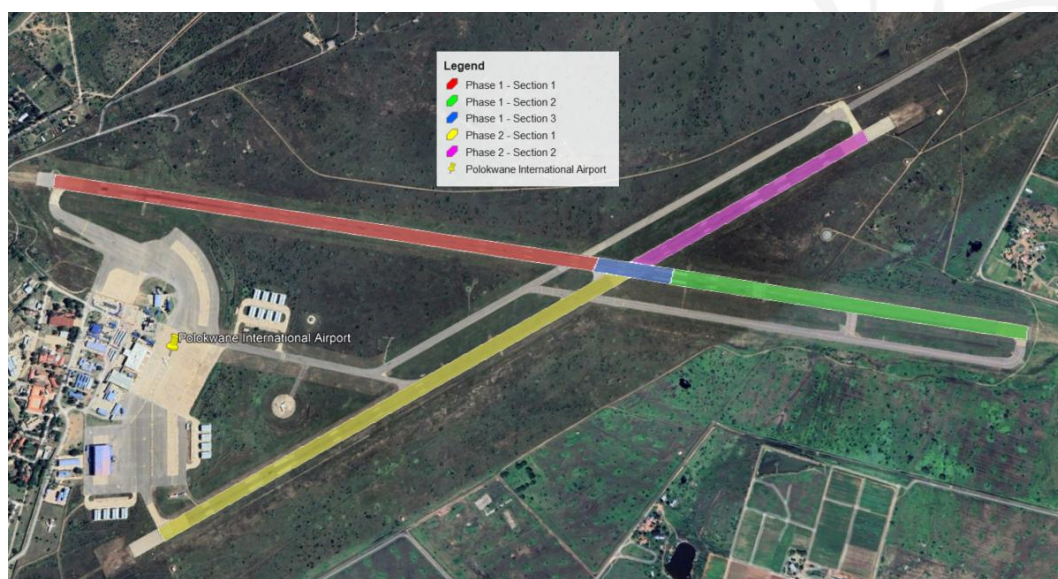 Legend
Phase 1 - Section 1
Phase 1 - Section 2
Phase 1 - Section 3
Phase 2 - Section 1
Phase 2 - Section 2
Polokwane International Airport
Polokwane International Airport